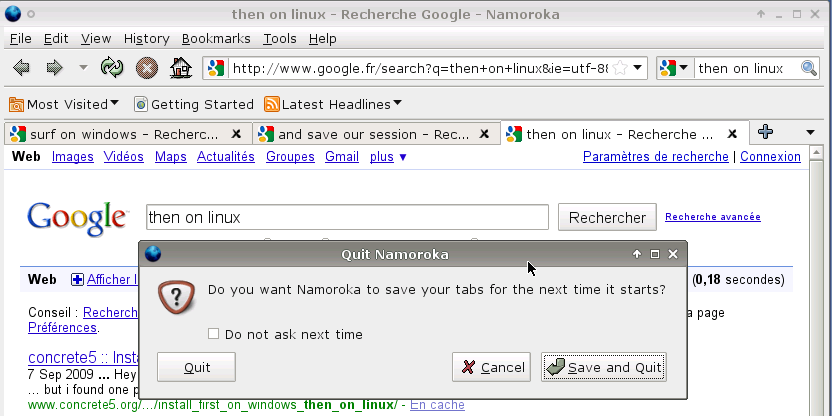 then on linux - Recherche Google - Namoroka
File Edit View History Bookmarks Tools Help
http://www.google.fr/search?q=then+on+linux&ie=utf-8 then on linux
Most Visited Getting Started Latest Headlines
surf on windows - Recherc... and save our session - Rec... then on linux - Recherche ...
Web Images Vidéos Maps Actualités Groupes Gmail plus ▼ Paramètres de recherche | Connexion
Google then on linux Rechercher Recherche avancée
Quit Namoroka
Web Afficher l (0,18 secondes)
Do you want Namoroka to save your tabs for the next time it starts?
Conseil : Recherch a page
Préférences.
Do not ask next time
concrete5 :: Insta
Quit Cancel Save and Quit
7 Sep 2009 ... Hey
... but i found one p
www.concrete5.org/.../install_first_on_windows_then_on_linux/ - En cache